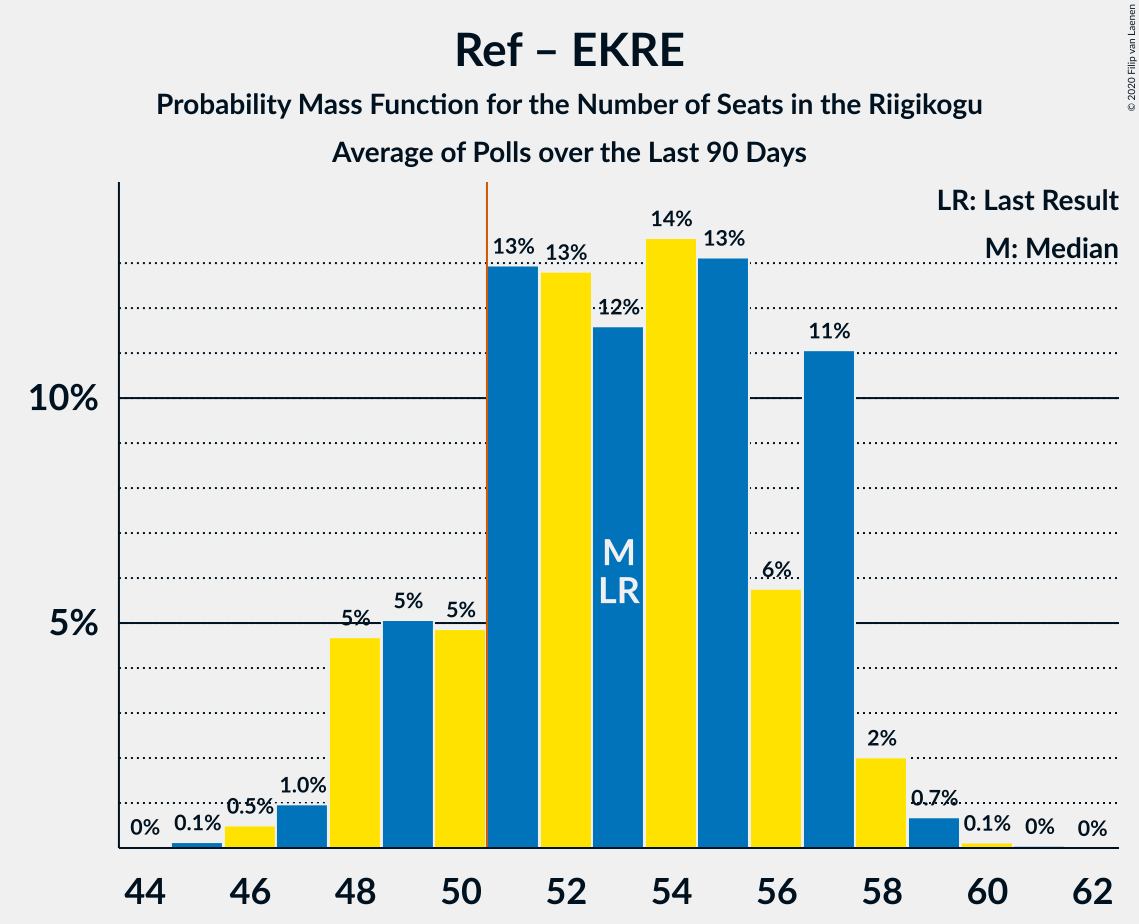 Ref – EKRE
Probability Mass Function for the Number of Seats in the Riigikogu
Average of Polls over the Last 90 Days
© 2020 Filip van Laenen
LR: Last Result
M: Median
10%
5%
0%
0.1%
0.5%
1.0%
5%
5%
5%
13%
13%
12%
14%
13%
6%
11%
2%
0.7%
0.1%
0%
0%
M
LR
44 46 48 50 52 54 56 58 60 62